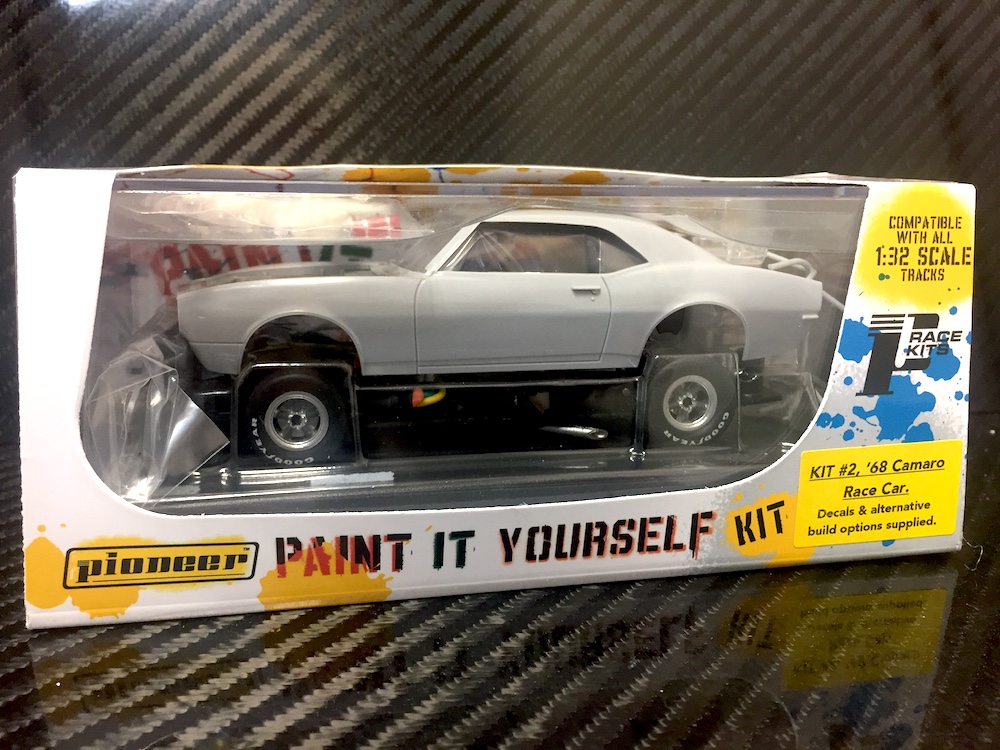 COMPATIBLE
WITH ALL
1:32 SCALE
TRACKS
P RACE
KITS
GOODYEAR
GOODYEAR
KIT #2, '68 Camaro
Race Car.
Decals & alternative
build options supplied.
pioneer™ PAINT IT YOURSELF KIT